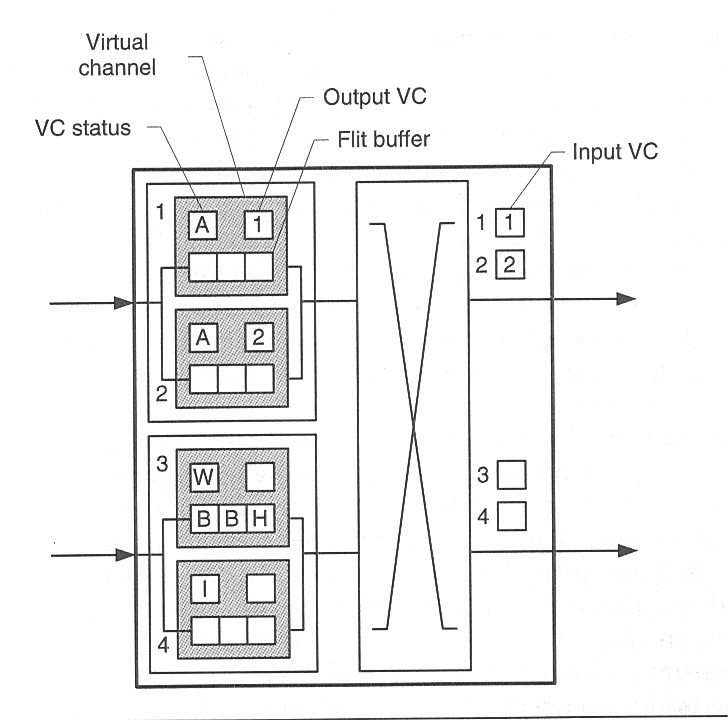 Virtual
channel
Output VC
VC status
Flit buffer
Input VC
1
A 1
A 2
2
3
W
B B H
I
4
1 1
2 2
3
4